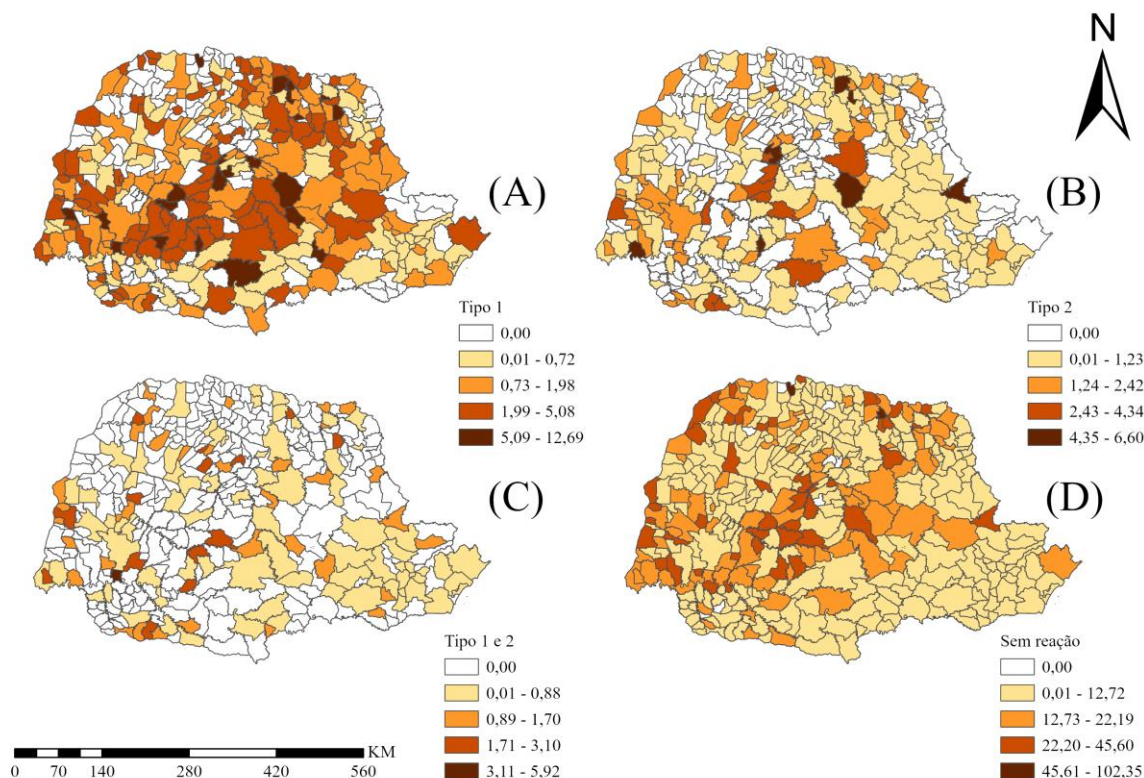 N
(A)
Tipo 1
0,00
0,01 - 0,72
0,73 - 1,98
1,99 - 5,08
5,09 - 12,69
(B)
Tipo 2
0,00
0,01 - 1,23
1,24 - 2,42
2,43 - 4,34
4,35 - 6,60
(C)
Tipo 1 e 2
0,00
0,01 - 0,88
0,89 - 1,70
1,71 - 3,10
3,11 - 5,92
(D)
Sem reação
0,00
0,01 - 12,72
12,73 - 22,19
22,20 - 45,60
45,61 - 102,35
KM
0 70 140 280 420 560